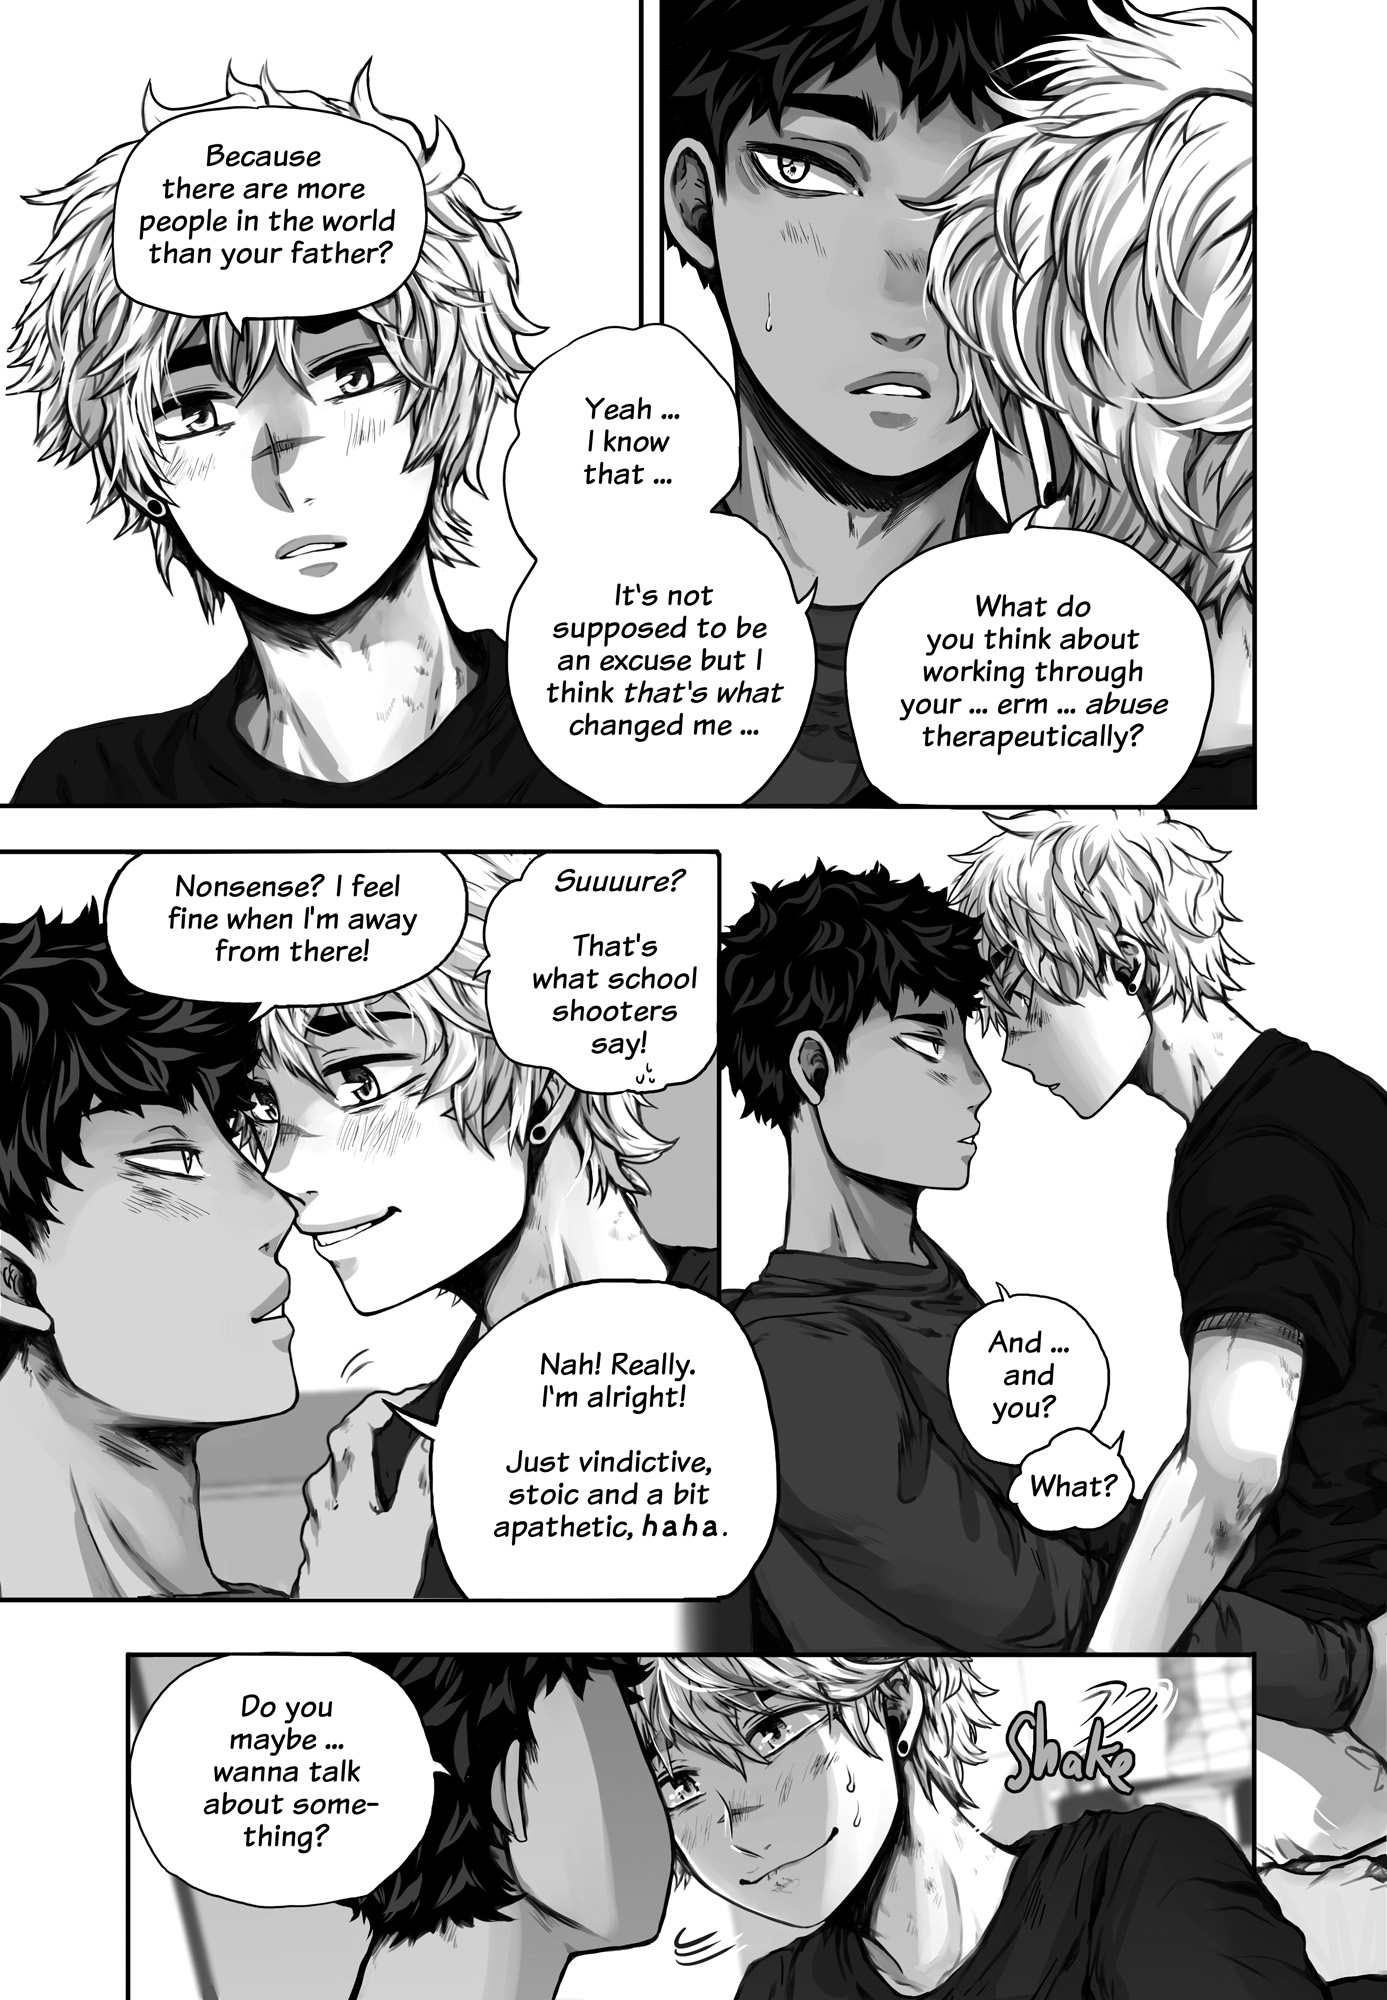 Because
there are more
people in the world
than your father?
Yeah ...
I know
that ...
It's not
supposed to be
an excuse but I
think that's what
changed me ...
What do
you think about
working through
your ... erm ... abuse
therapeutically?
Nonsense? I feel
fine when I'm away
from there!
Suuuure?
That's
what school
shooters
say!
Nah! Really.
I'm alright!
Just vindictive,
stoic and a bit
apathetic, haha.
And ...
and
you?
What?
Do you
maybe ...
wanna talk
about some-
thing?
Shake